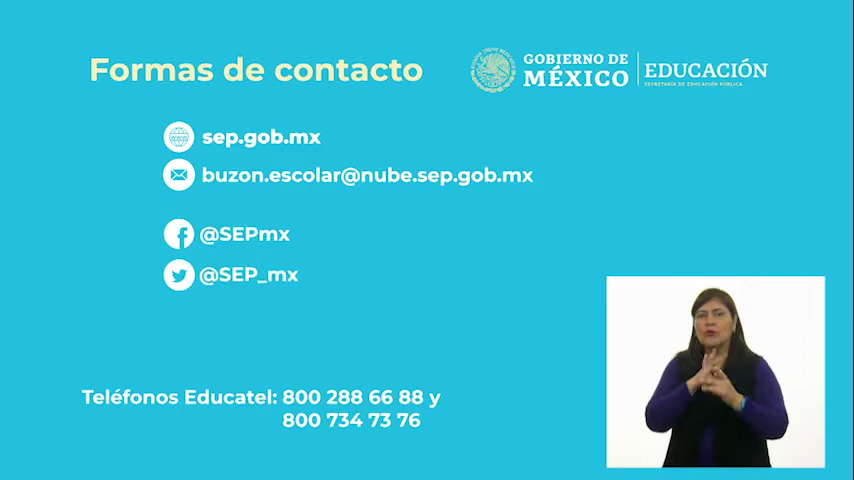 Formas de contacto
GOBIERNO DE
MÉXICO
EDUCACIÓN
SECRETARÍA DE EDUCACIÓN PÚBLICA
sep.gob.mx
buzon.escolar@nube.sep.gob.mx
@SEPmx
@SEP_mx
Teléfonos Educatel: 800 288 66 88 y
800 734 73 76